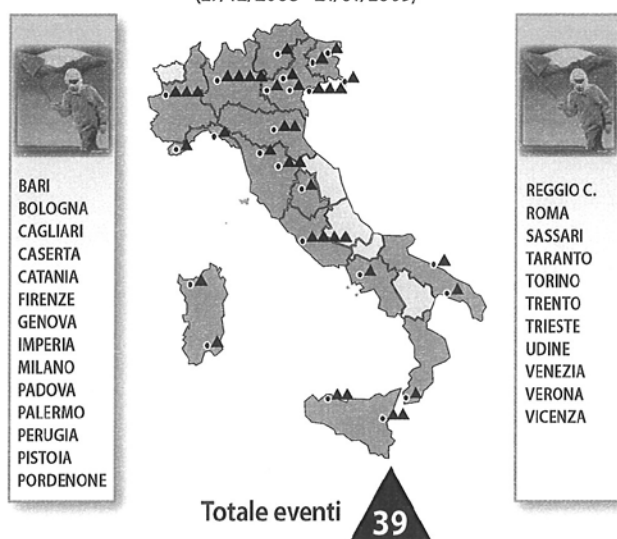 BARI
BOLOGNA
CAGLIARI
CASERTA
CATANIA
FIRENZE
GENOVA
IMPERIA
MILANO
PADOVA
PALERMO
PERUGIA
PISTOIA
PORDENONE
REGGIO C.
ROMA
SASSARI
TARANTO
TORINO
TRENTO
TRIESTE
UDINE
VENEZIA
VERONA
VICENZA
Totale eventi 39